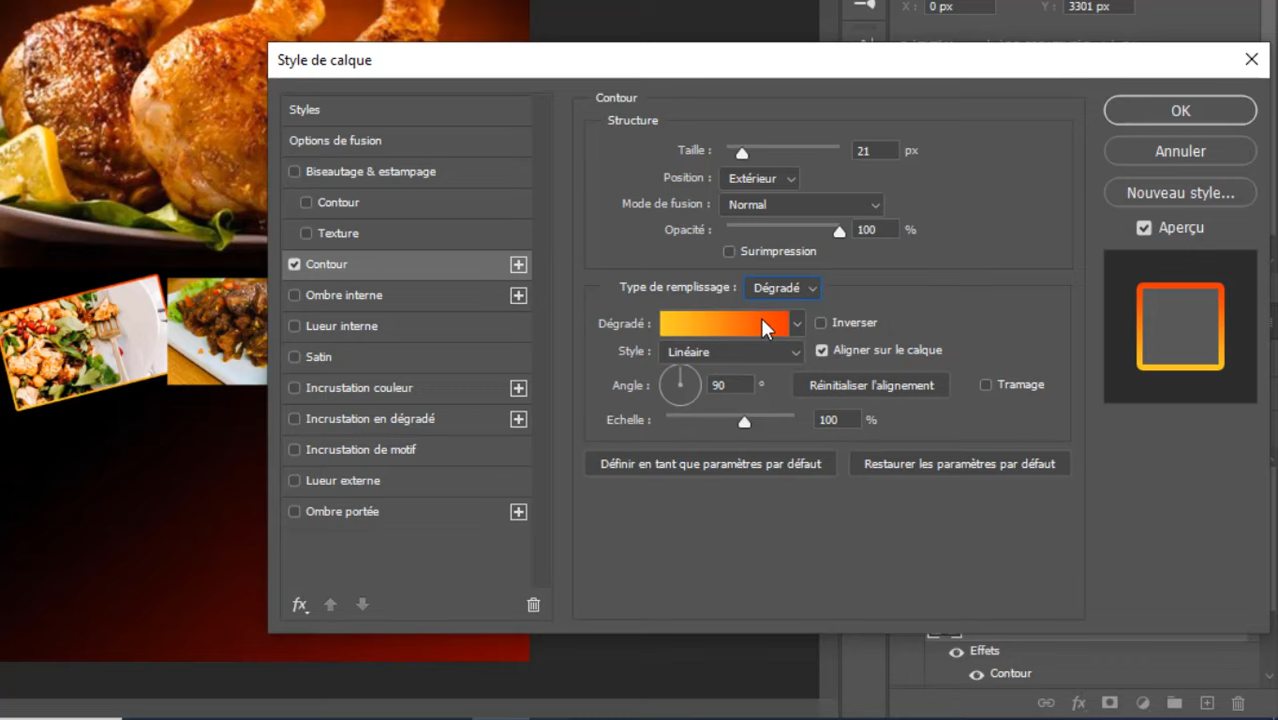 X : 0 px Y : 3301 px
Style de calque
Styles
Options de fusion
Biseautage & estampage
Contour
Texture
Contour
Ombre interne
Lueur interne
Satin
Incrustation couleur
Incrustation en dégradé
Incrustation de motif
Lueur externe
Ombre portée
fx
Contour
Structure
Taille : 21 px
Position : Extérieur
Mode de fusion : Normal
Opacité : 100 %
Surimpression
Type de remplissage : Dégradé
Dégradé : Inverser
Style : Linéaire Aligner sur le calque
Angle : 90 ° Réinitialiser l'alignement Tramage
Echelle : 100 %
Définir en tant que paramètres par défaut Restaurer les paramètres par défaut
OK
Annuler
Nouveau style...
Aperçu
Effets
Contour
fx